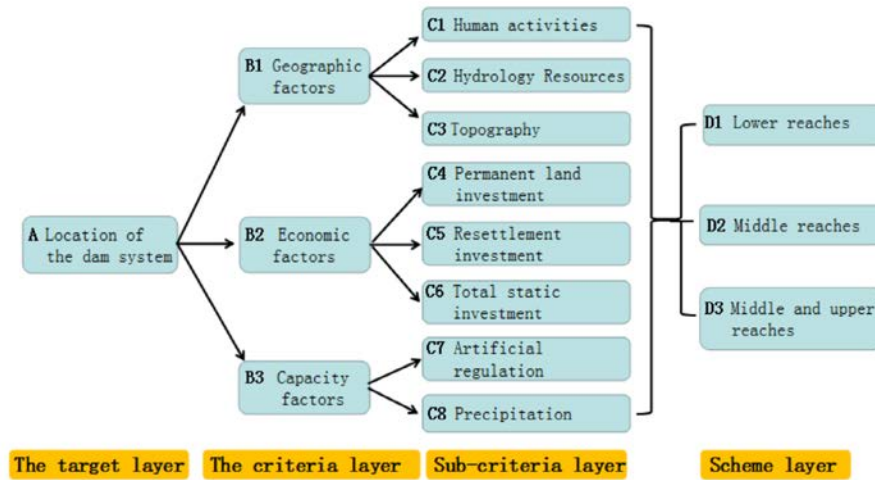 A Location of
the dam system
B1 Geographic
factors
B2 Economic
factors
B3 Capacity
factors
C1 Human activities
C2 Hydrology Resources
C3 Topography
C4 Permanent land
investment
C5 Resettlement
investment
C6 Total static
investment
C7 Artificial
regulation
C8 Precipitation
D1 Lower reaches
D2 Middle reaches
D3 Middle and upper
reaches
The target layer
The criteria layer
Sub-criteria layer
Scheme layer